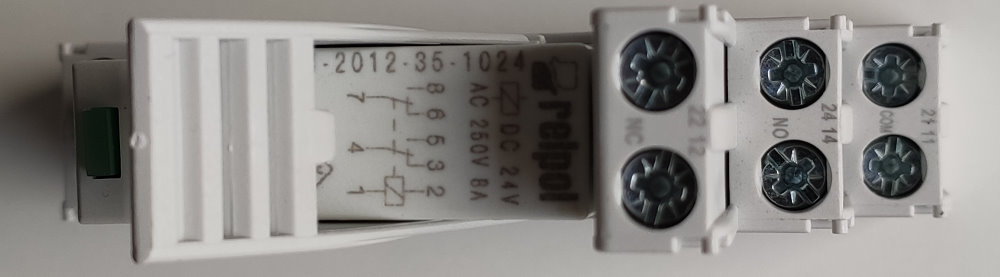 -2012-35-1024
relpol
DC 24V
AC 250V 8A
8 6 5 3 2
7 4 1
22 12
NC
24 14
NO
21 11
COM